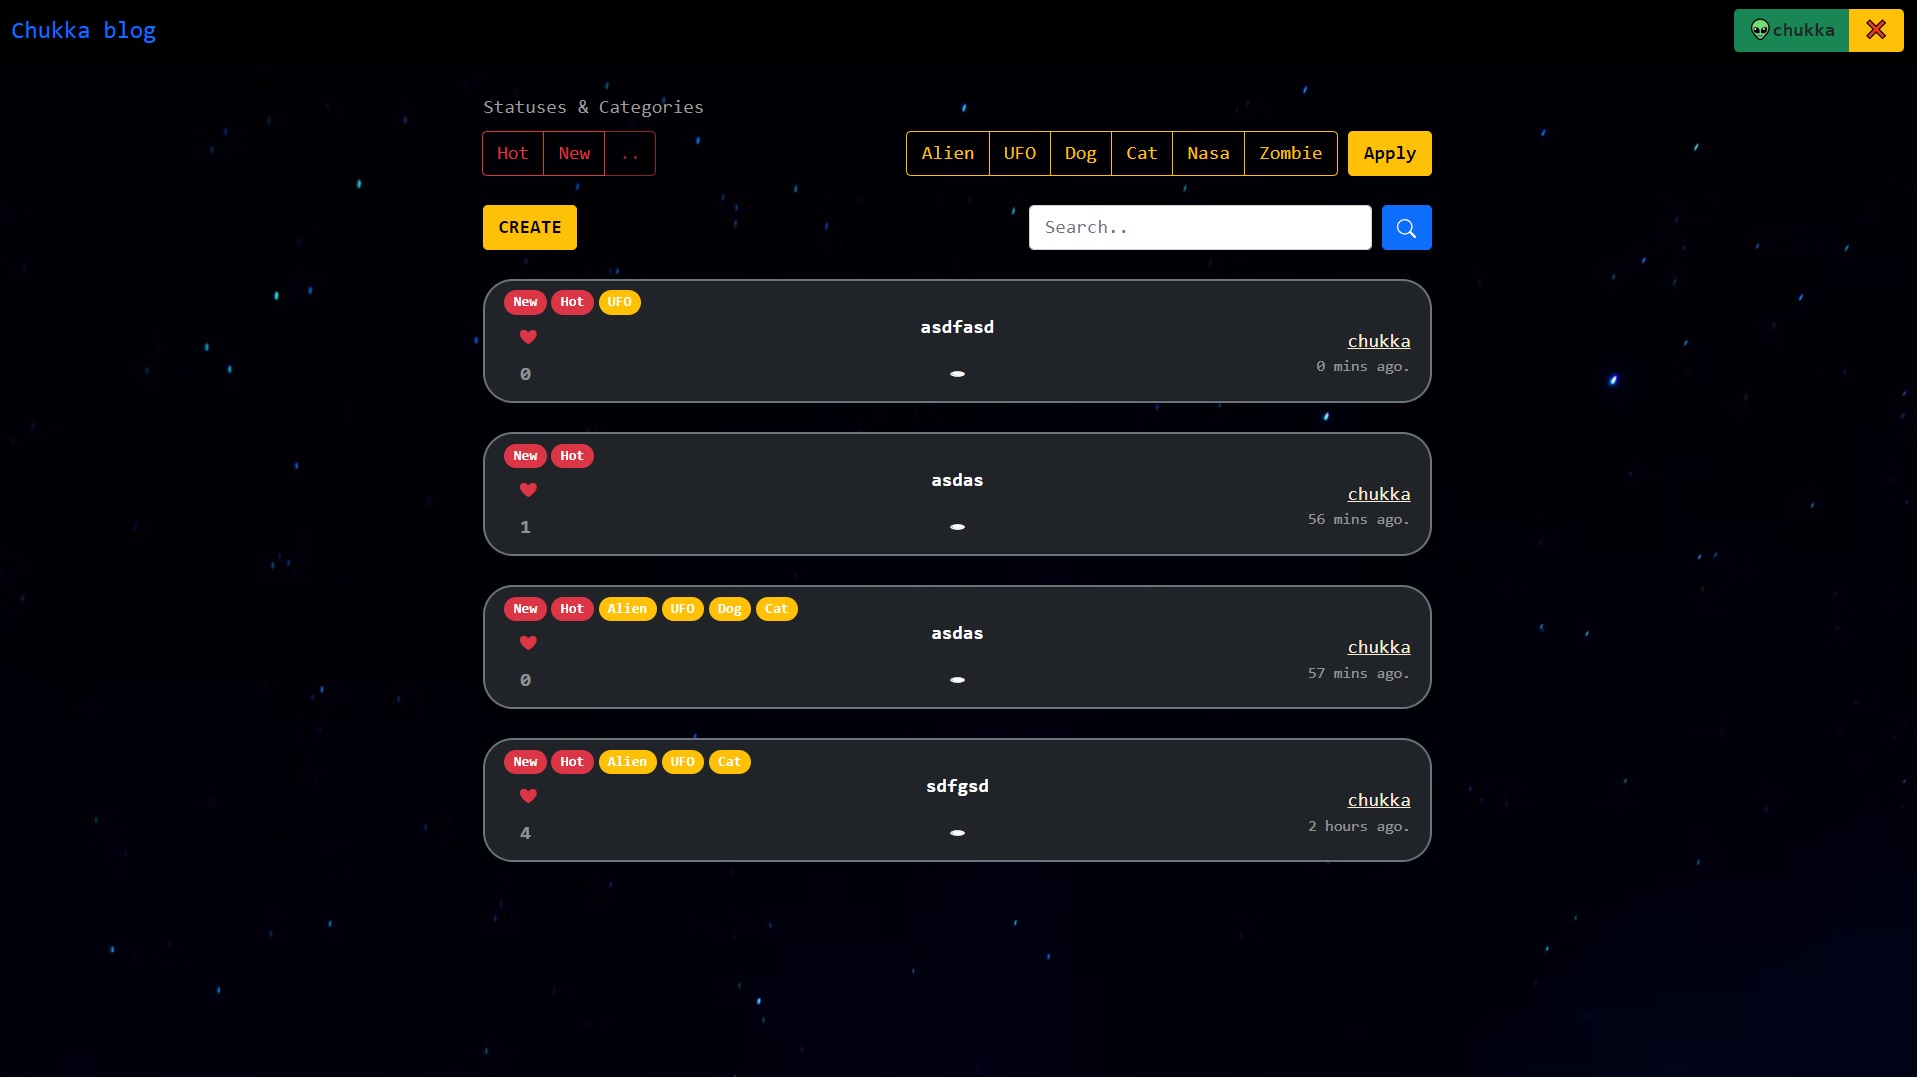 Chukka blog
chukka
Statuses & Categories
Hot New .. Alien UFO Dog Cat Nasa Zombie Apply
CREATE Search..
New Hot UFO
asdfasd
chukka
0 mins ago.
0
New Hot
asdas
chukka
56 mins ago.
1
New Hot Alien UFO Dog Cat
asdas
chukka
57 mins ago.
0
New Hot Alien UFO Cat
sdfgsd
chukka
2 hours ago.
4